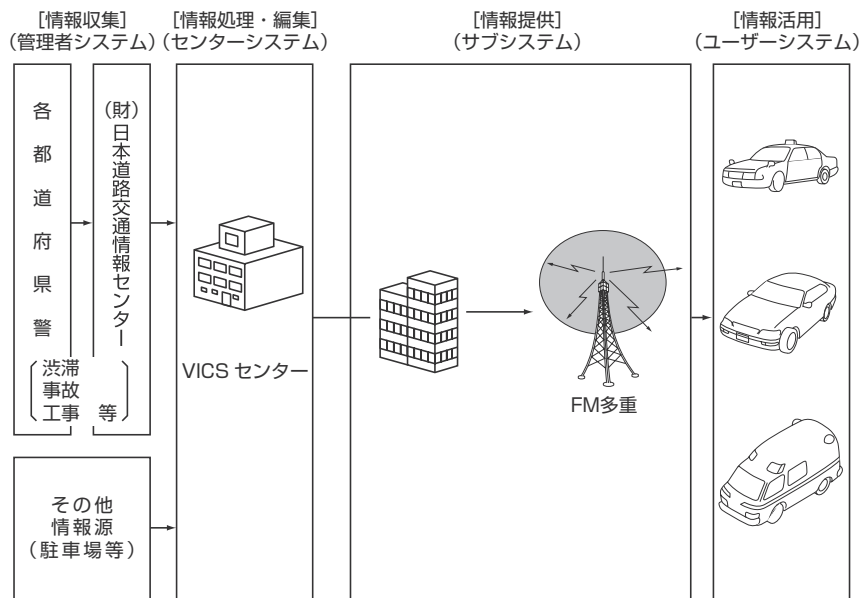 [情報収集]
(管理者システム)
[情報処理・編集]
(センターシステム)
[情報提供]
(サブシステム)
[情報活用]
(ユーザーシステム)
各都道府県警
(財)日本道路交通情報センター
渋滞
事故
工事 等
その他
情報源
(駐車場等)
VICS センター
FM多重